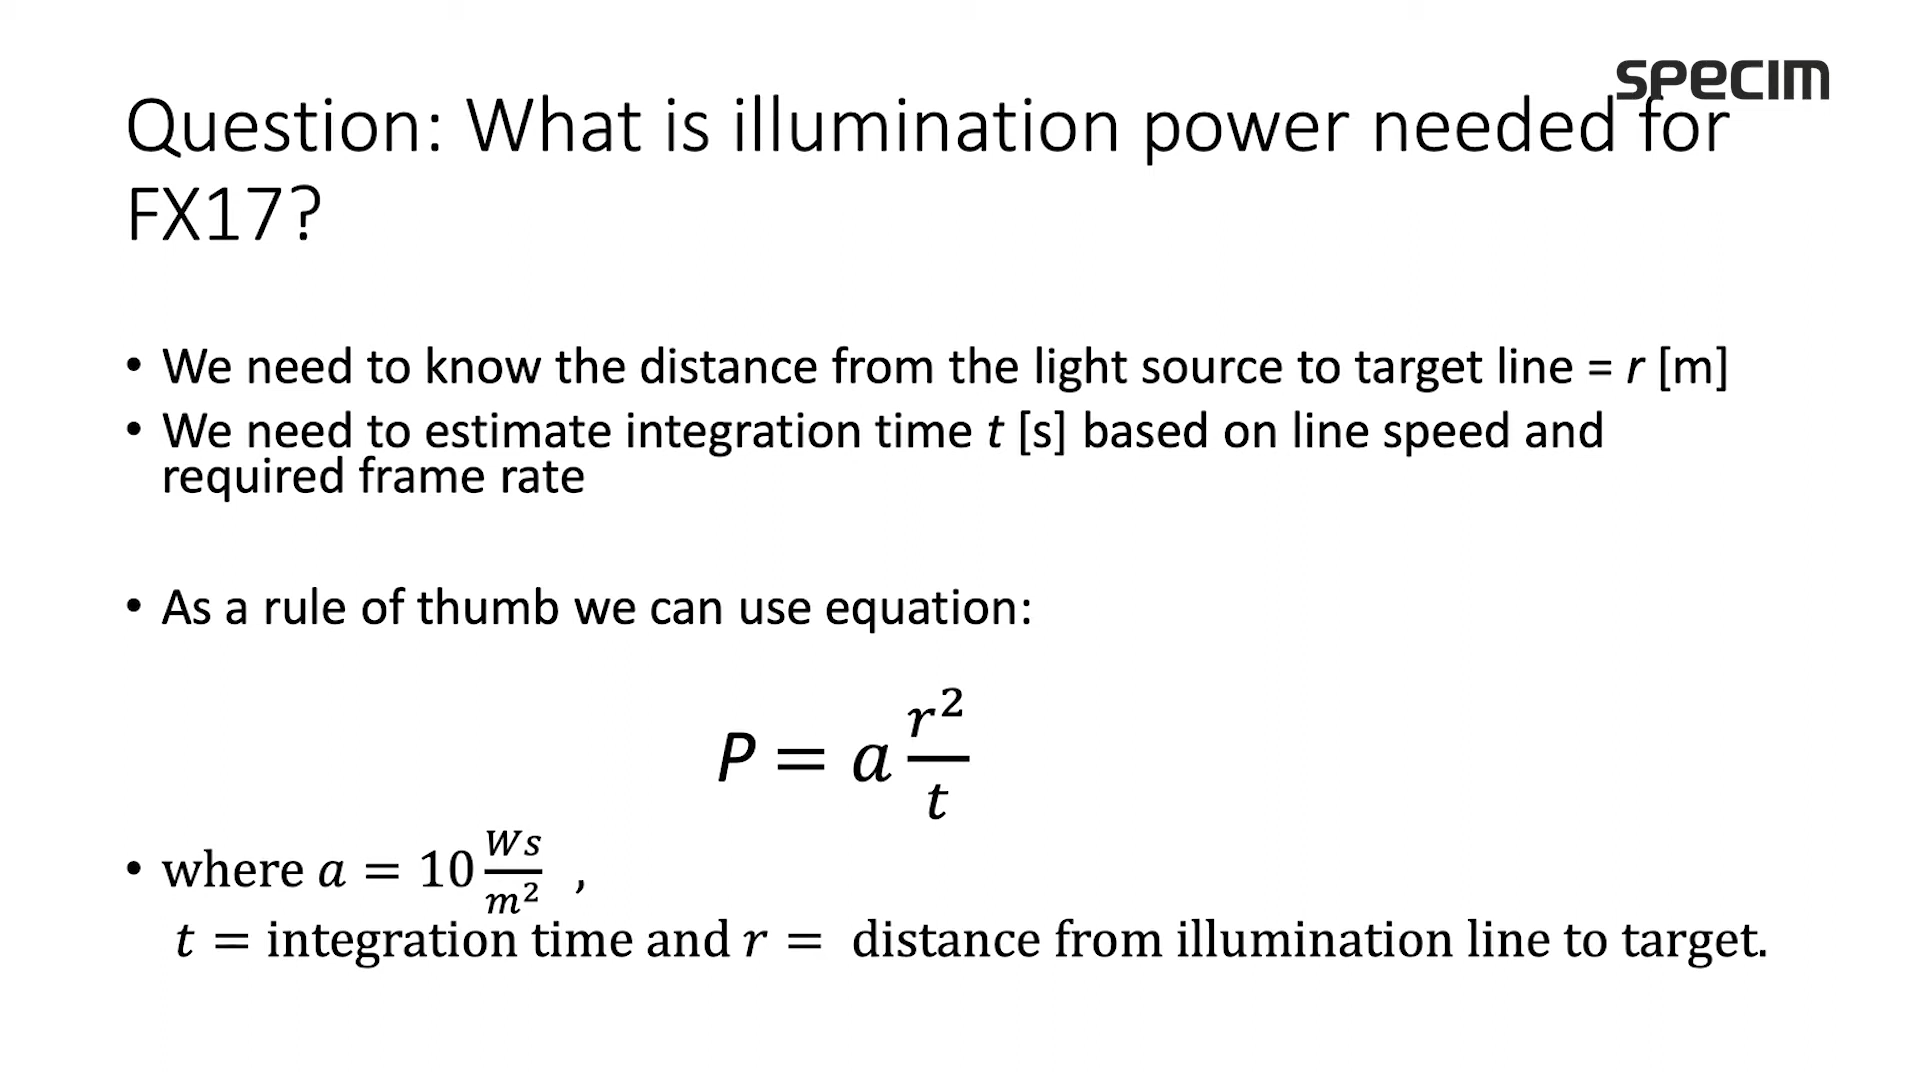 SPECIM
Question: What is illumination power needed for
FX17?
• We need to know the distance from the light source to target line = r [m]
• We need to estimate integration time t [s] based on line speed and
required frame rate
• As a rule of thumb we can use equation:
P = a r²/t
• where a = 10 Ws/m² ,
t = integration time and r = distance from illumination line to target.